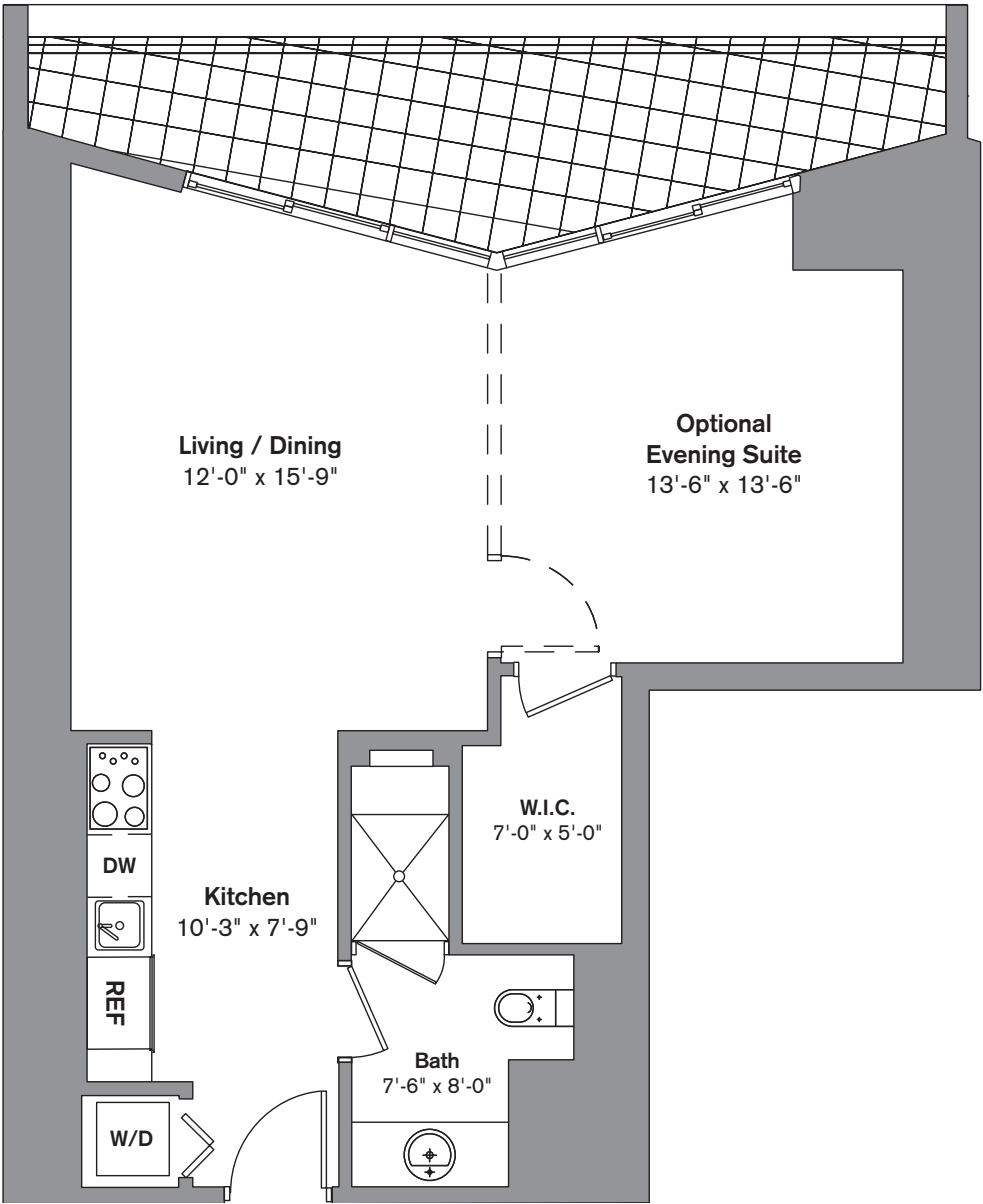 Living / Dining
12'-0" x 15'-9"
Optional
Evening Suite
13'-6" x 13'-6"
W.I.C.
7'-0" x 5'-0"
DW
Kitchen
10'-3" x 7'-9"
REF
Bath
7'-6" x 8'-0"
W/D